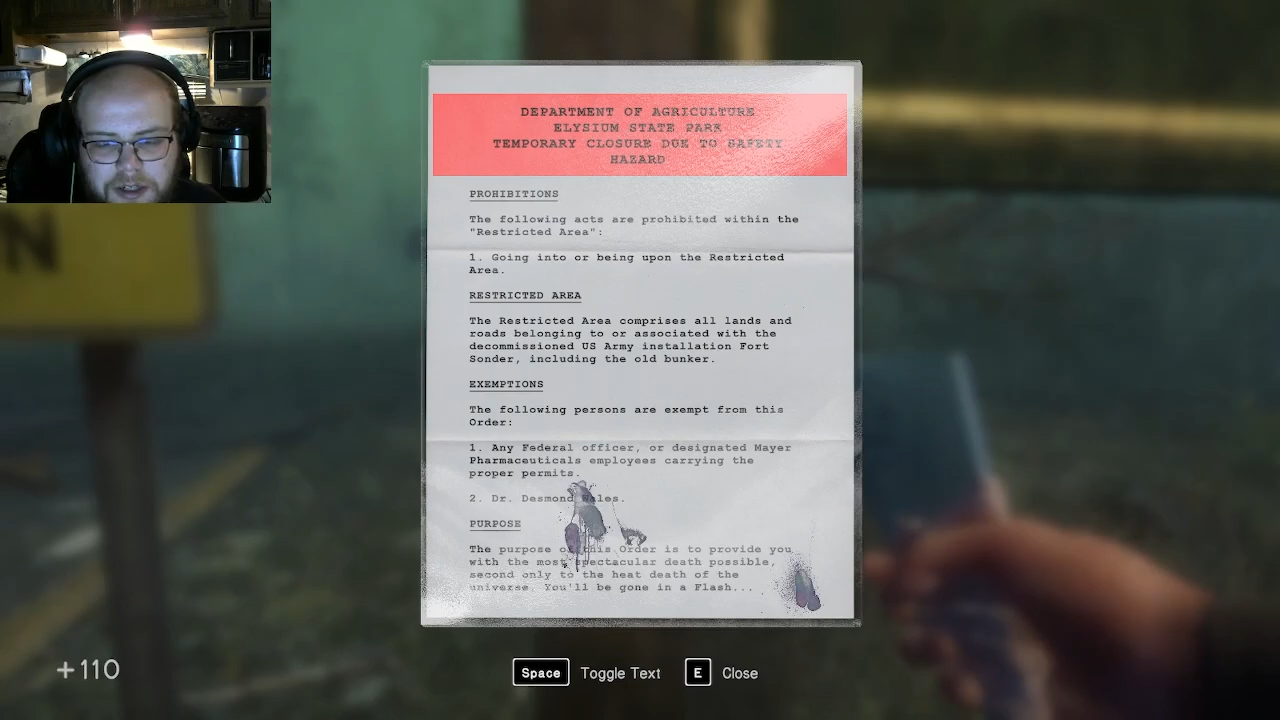 DEPARTMENT OF AGRICULTURE
ELYSIUM STATE PARK
TEMPORARY CLOSURE DUE TO SAFETY
HAZARD
PROHIBITIONS
The following acts are prohibited within the
"Restricted Area":
1. Going into or being upon the Restricted
Area.
RESTRICTED AREA
The Restricted Area comprises all lands and
roads belonging to or associated with the
decommissioned US Army installation Fort
Sonder, including the old bunker.
EXEMPTIONS
The following persons are exempt from this
Order:
1. Any Federal officer, or designated Mayer
Pharmaceuticals employees carrying the
proper permits.
2. Dr. Desmond Wales.
PURPOSE
The purpose of this Order is to provide you
with the most spectacular death possible,
second only to the heat death of the
universe. You'll be gone in a Flash...
N
+110
Space Toggle Text E Close